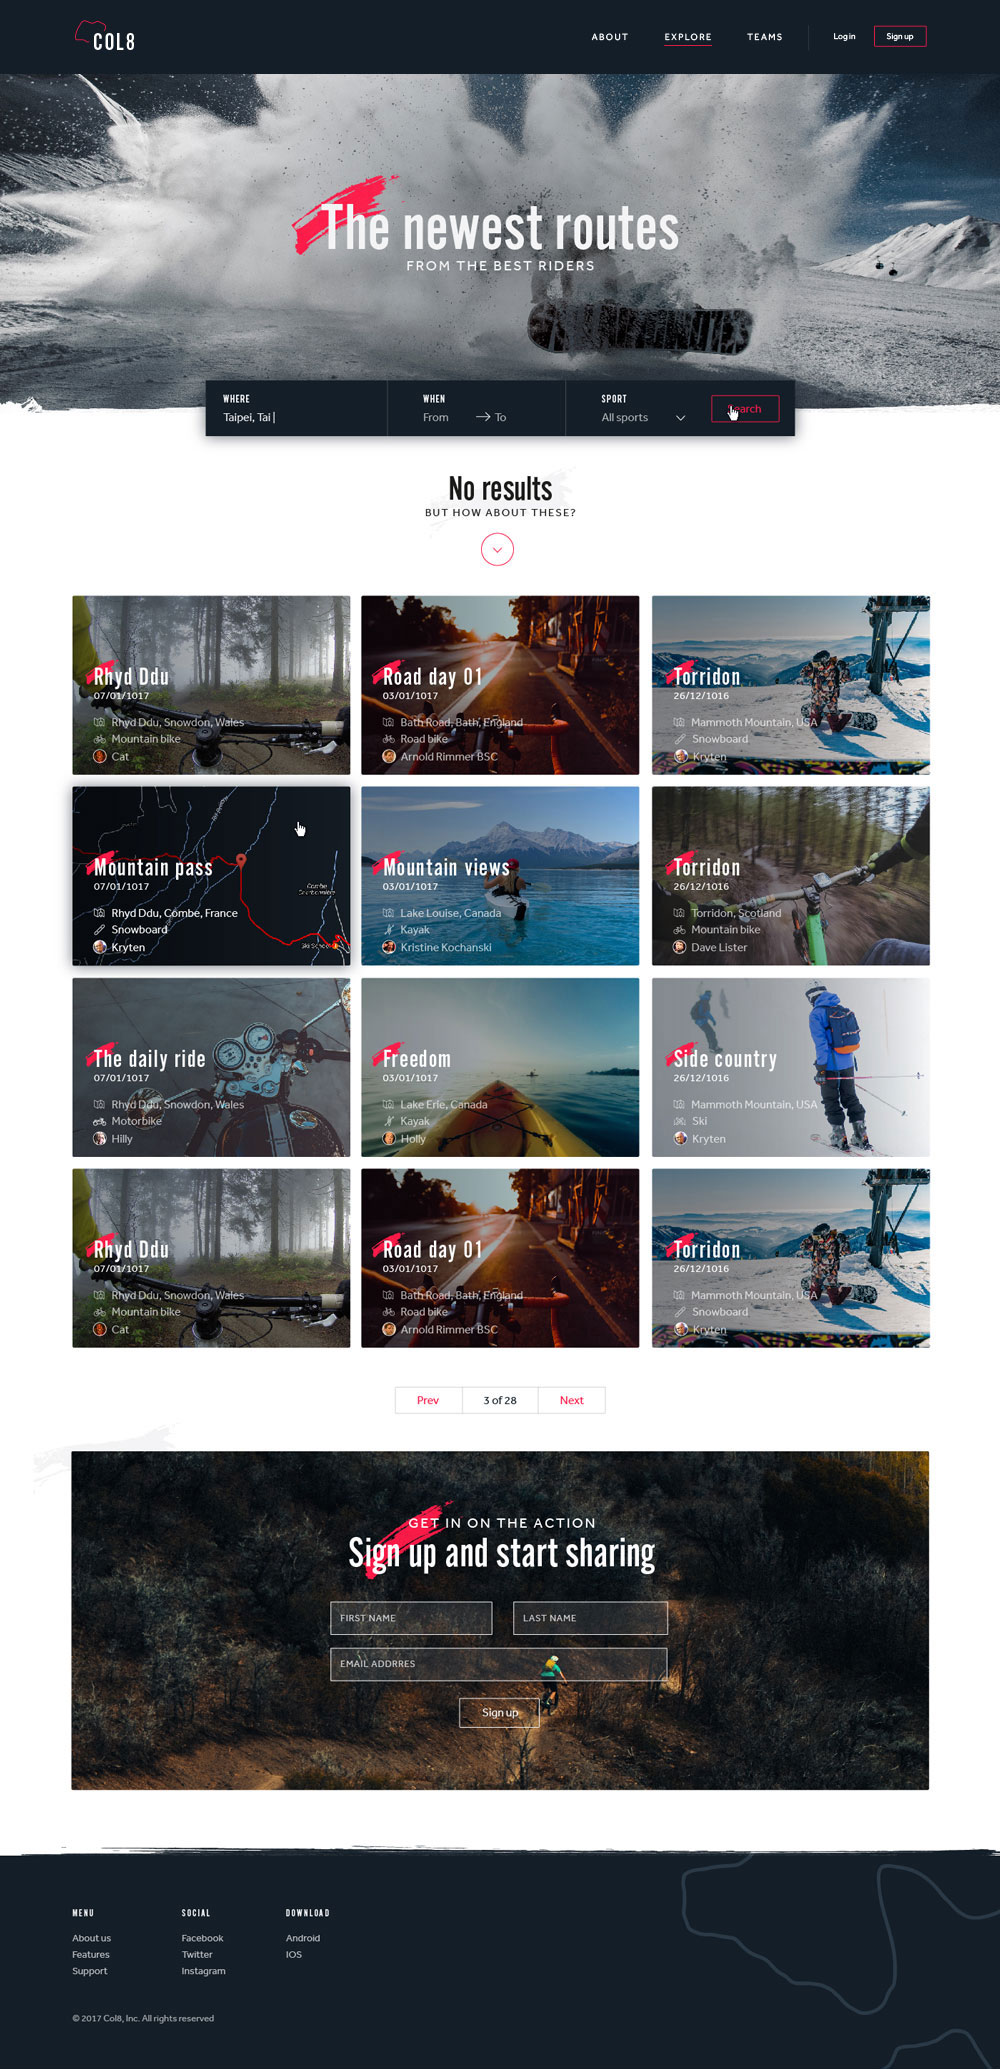 COL8
ABOUT
EXPLORE
TEAMS
Log in
Sign up
The newest routes
FROM THE BEST RIDERS
WHERE
Taipei, Tai
WHEN
From
To
SPORT
All sports
Search
No results
BUT HOW ABOUT THESE?
Rhyd Ddu
07/01/1017
Rhyd Ddu, Snowdon, Wales
Mountain bike
Cat
Road day 01
03/01/1017
Bath Road, Bath, England
Road bike
Arnold Rimmer BSC
Torridon
26/12/1016
Mammoth Mountain, USA
Snowboard
Kryten
Mountain pass
07/01/1017
Rhyd Ddu, Combe, France
Snowboard
Kryten
Mountain views
03/01/1017
Lake Louise, Canada
Kayak
Kristine Kochanski
Torridon
26/12/1016
Torridon, Scotland
Mountain bike
Dave Lister
The daily ride
07/01/1017
Rhyd Ddu, Snowdon, Wales
Motorbike
Hilly
Freedom
03/01/1017
Lake Erie, Canada
Kayak
Holly
Side country
26/12/1016
Mammoth Mountain, USA
Ski
Kryten
Rhyd Ddu
07/01/1017
Rhyd Ddu, Snowdon, Wales
Mountain bike
Cat
Road day 01
03/01/1017
Bath Road, Bath, England
Road bike
Arnold Rimmer BSC
Torridon
26/12/1016
Mammoth Mountain, USA
Snowboard
Kryten
Prev
3 of 28
Next
GET IN ON THE ACTION
Sign up and start sharing
FIRST NAME
LAST NAME
EMAIL ADDRRES
Sign up
MENU
About us
Features
Support
SOCIAL
Facebook
Twitter
Instagram
DOWNLOAD
Android
IOS
© 2017 Col8, Inc. All rights reserved